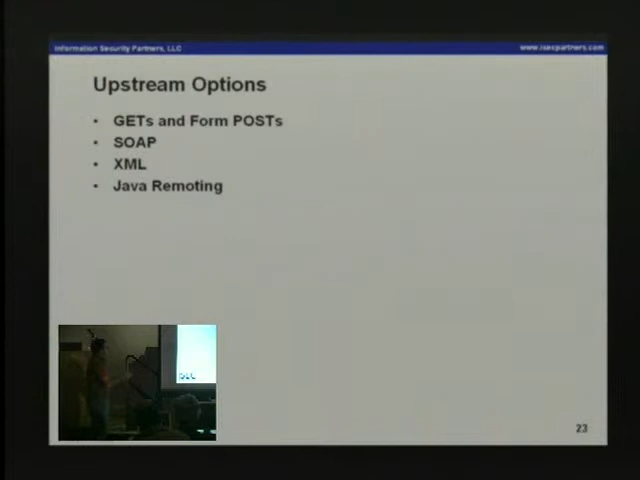 Information Security Partners, LLC
www.isecpartners.com
Upstream Options
• GETs and Form POSTs
• SOAP
• XML
• Java Remoting
23